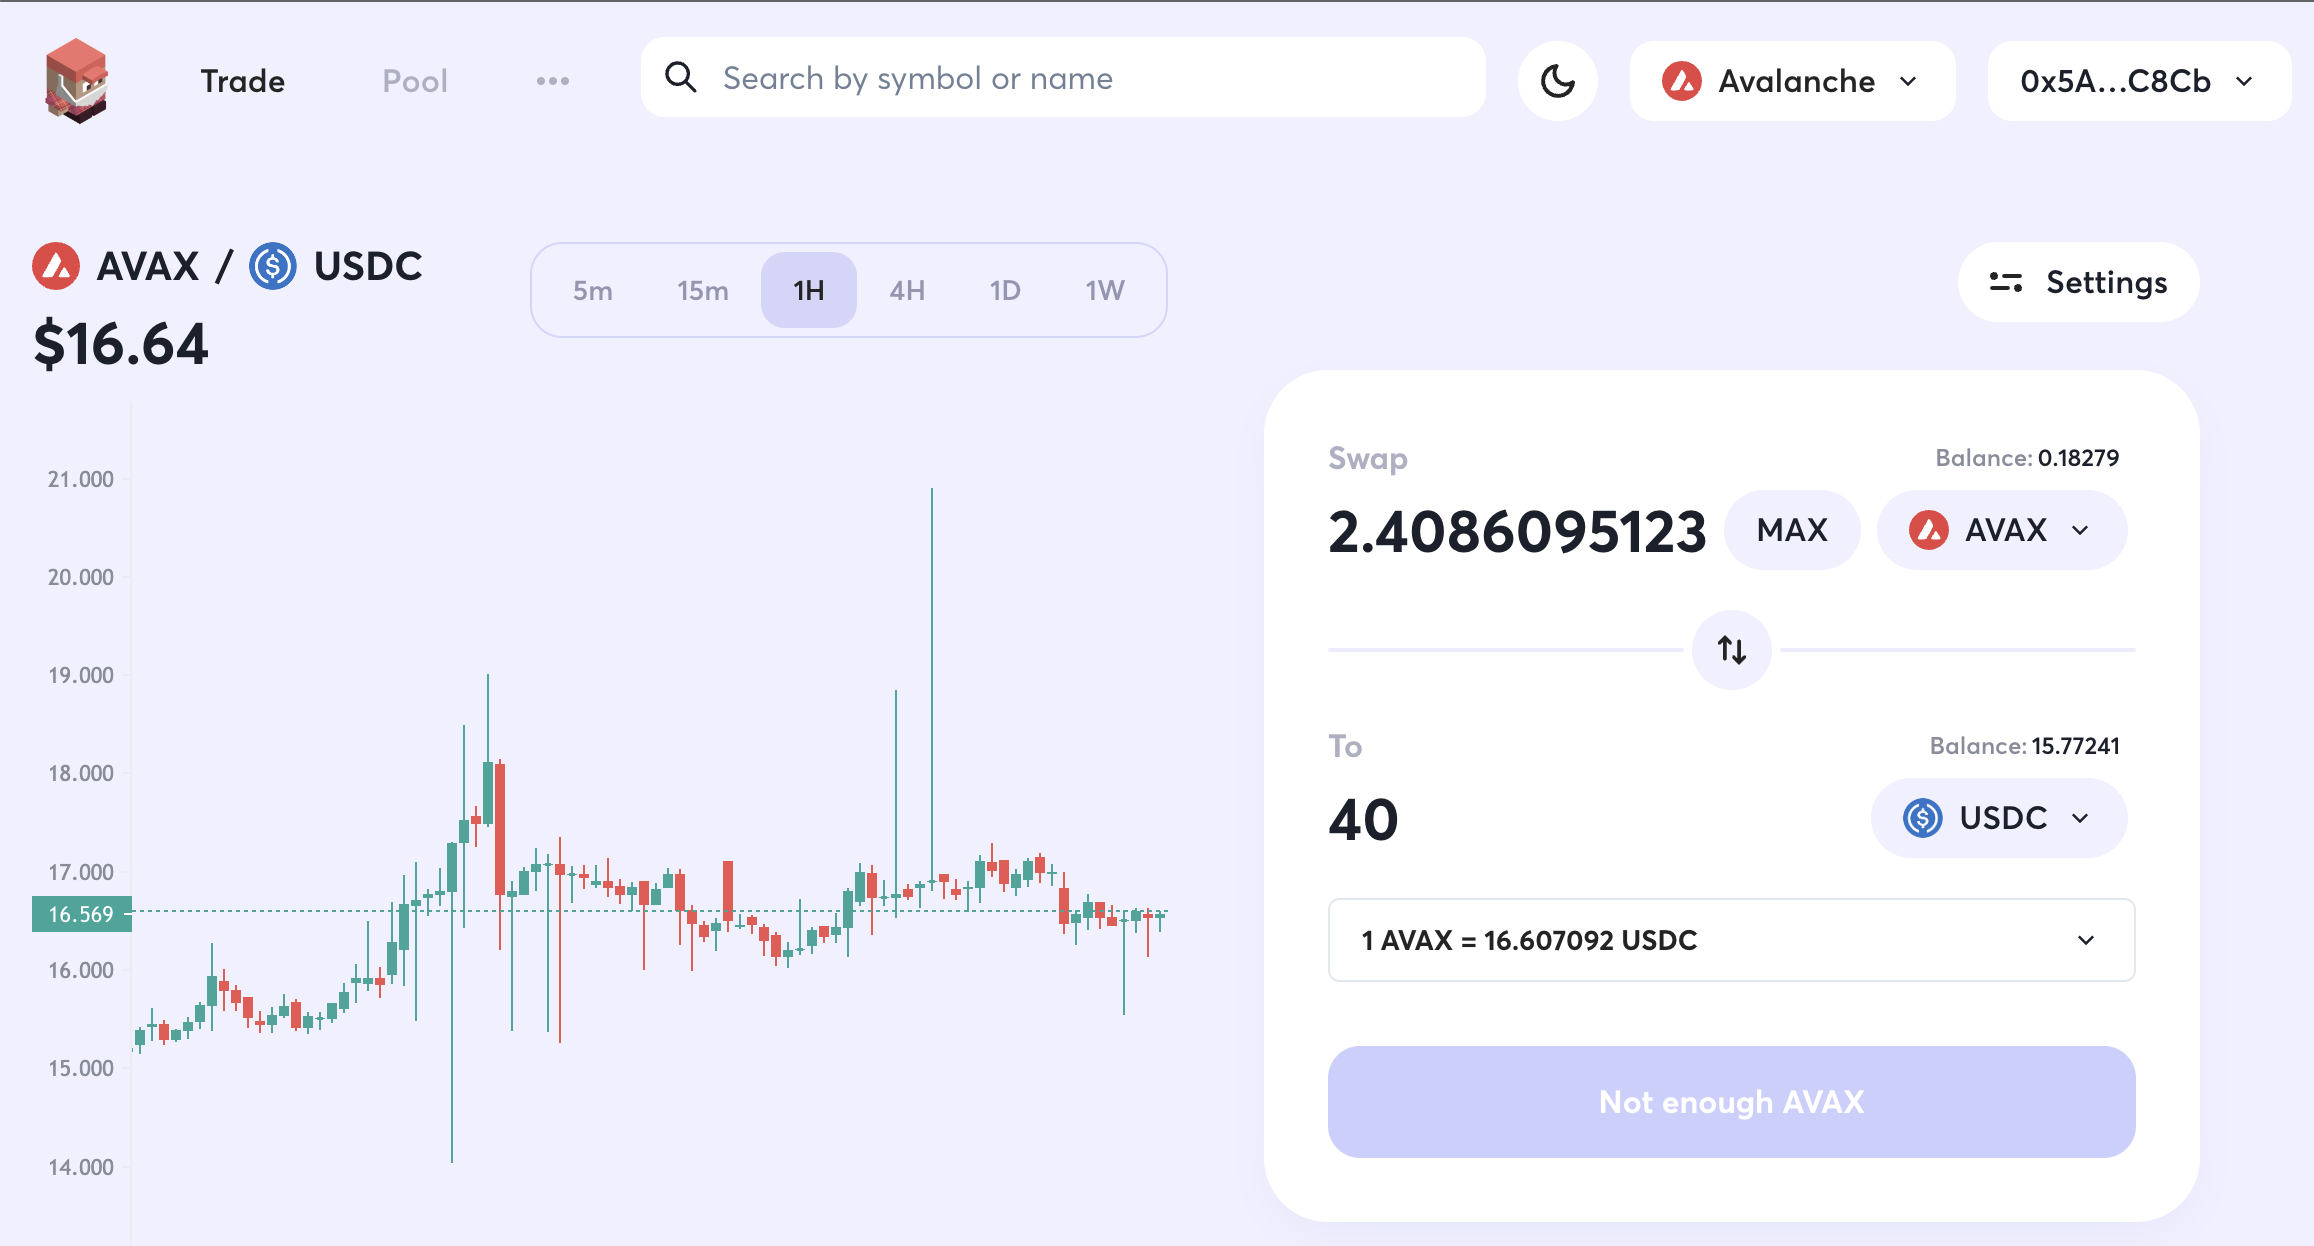 Trade
Pool
Search by symbol or name
Avalanche
0x5A...C8Cb
AVAX / USDC
$16.64
5m
15m
1H
4H
1D
1W
Settings
21.000
20.000
19.000
18.000
17.000
16.569
16.000
15.000
14.000
Swap
Balance: 0.18279
2.4086095123
MAX
AVAX
To
Balance: 15.77241
40
USDC
1 AVAX = 16.607092 USDC
Not enough AVAX